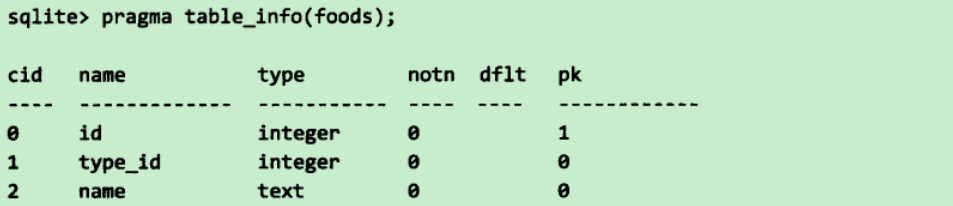 sqlite> pragma table_info(foods);
cid name type notn dflt pk
---- ------------- ----------- ---- ---- ------------
0 id integer 0 1
1 type_id integer 0 0
2 name text 0 0